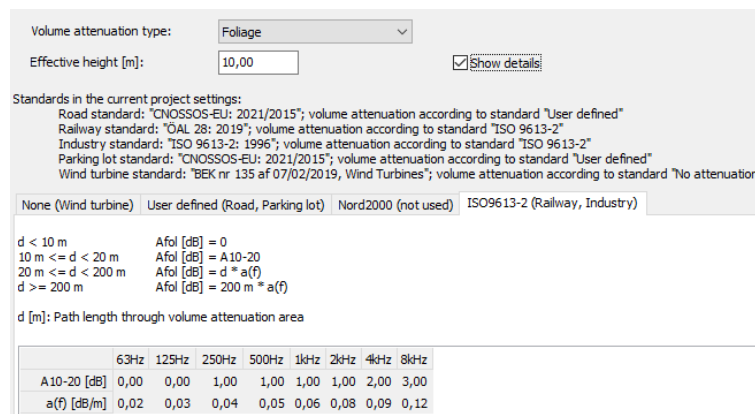 Volume attenuation type: Foliage
Effective height [m]: 10,00 Show details
Standards in the current project settings:
Road standard: "CNOSSOS-EU: 2021/2015"; volume attenuation according to standard "User defined"
Railway standard: "ÖAL 28: 2019"; volume attenuation according to standard "ISO 9613-2"
Industry standard: "ISO 9613-2: 1996"; volume attenuation according to standard "ISO 9613-2"
Parking lot standard: "CNOSSOS-EU: 2021/2015"; volume attenuation according to standard "User defined"
Wind turbine standard: "BEK nr 135 af 07/02/2019, Wind Turbines"; volume attenuation according to standard "No attenuation
None (Wind turbine) User defined (Road, Parking lot) Nord2000 (not used) ISO9613-2 (Railway, Industry)
d < 10 m Afol [dB] = 0
10 m <= d < 20 m Afol [dB] = A10-20
20 m <= d < 200 m Afol [dB] = d * a(f)
d >= 200 m Afol [dB] = 200 m * a(f)
d [m]: Path length through volume attenuation area
63Hz 125Hz 250Hz 500Hz 1kHz 2kHz 4kHz 8kHz
A10-20 [dB] 0,00 0,00 1,00 1,00 1,00 1,00 2,00 3,00
a(f) [dB/m] 0,02 0,03 0,04 0,05 0,06 0,08 0,09 0,12